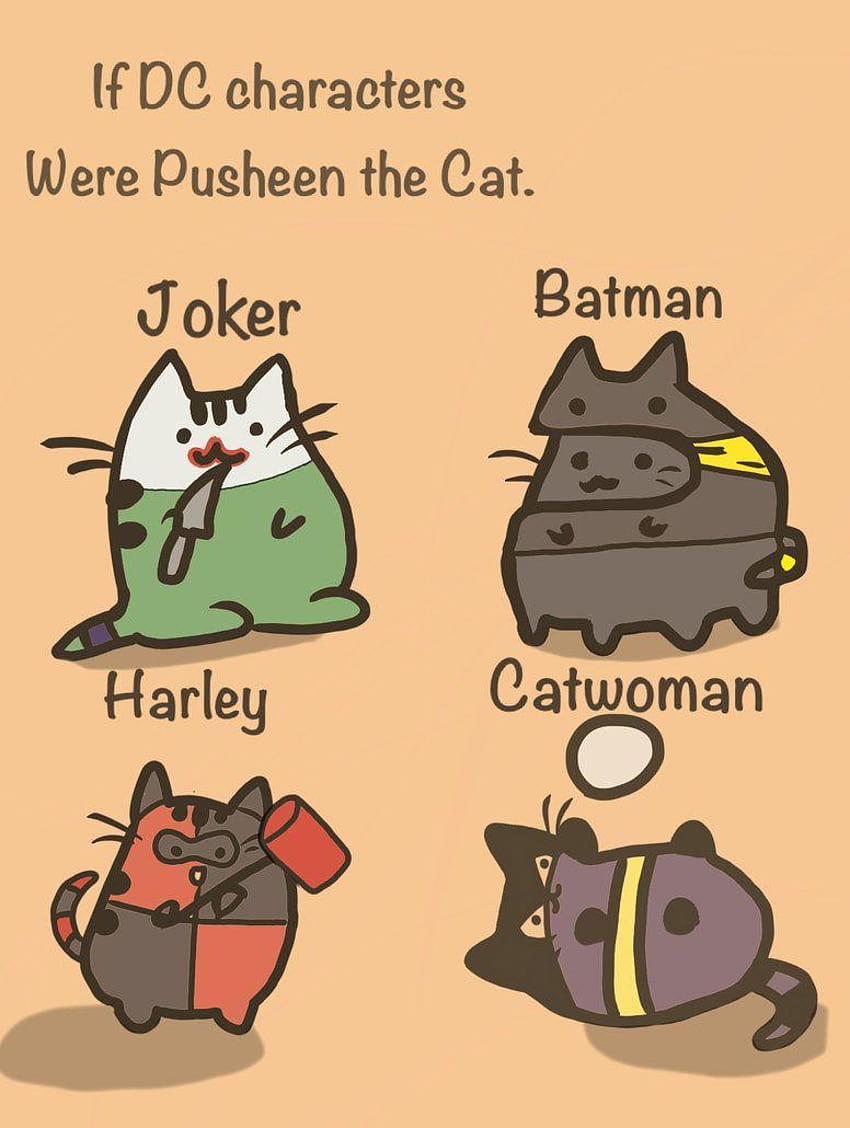 If DC characters
Were Pusheen the Cat.
Joker
Batman
Harley
Catwoman